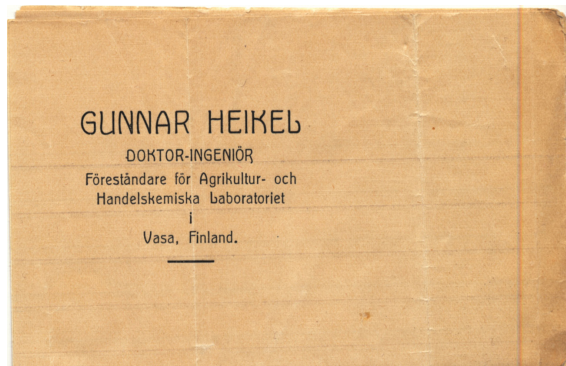 GUNNAR HEIKEL
DOKTOR-INGENIÖR
Föreståndare för Agrikultur- och
Handelskemiska Laboratoriet
i
Vasa, Finland.